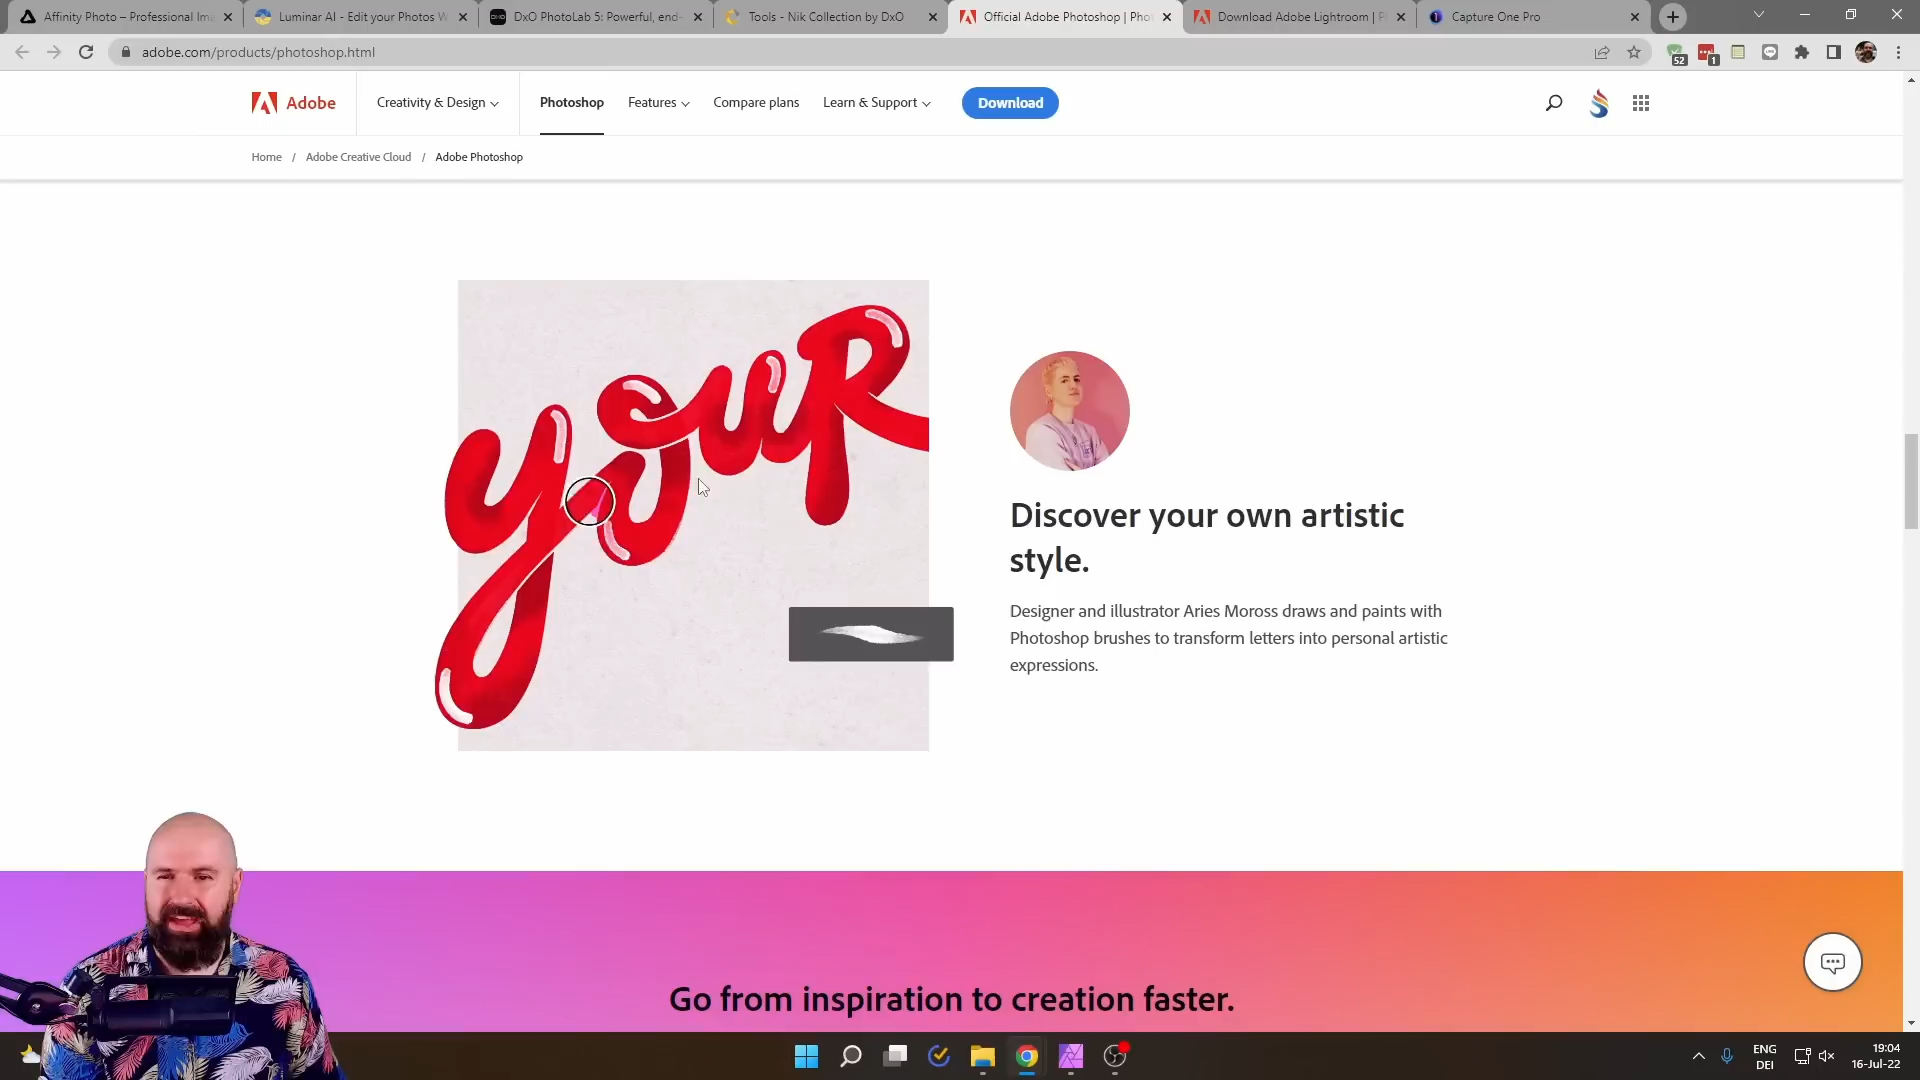 Affinity Photo – Professional Ima
Luminar AI - Edit your Photos W
DxO PhotoLab 5: Powerful, end-
Tools - Nik Collection by DxO
Official Adobe Photoshop | Phot
Download Adobe Lightroom | P
Capture One Pro
adobe.com/products/photoshop.html
52
1
Adobe
Creativity & Design
Photoshop
Features
Compare plans
Learn & Support
Download
Home / Adobe Creative Cloud / Adobe Photoshop
your
Discover your own artistic
style.
Designer and illustrator Aries Moross draws and paints with
Photoshop brushes to transform letters into personal artistic
expressions.
Go from inspiration to creation faster.
ENG
DEI
19:04
16-Jul-22